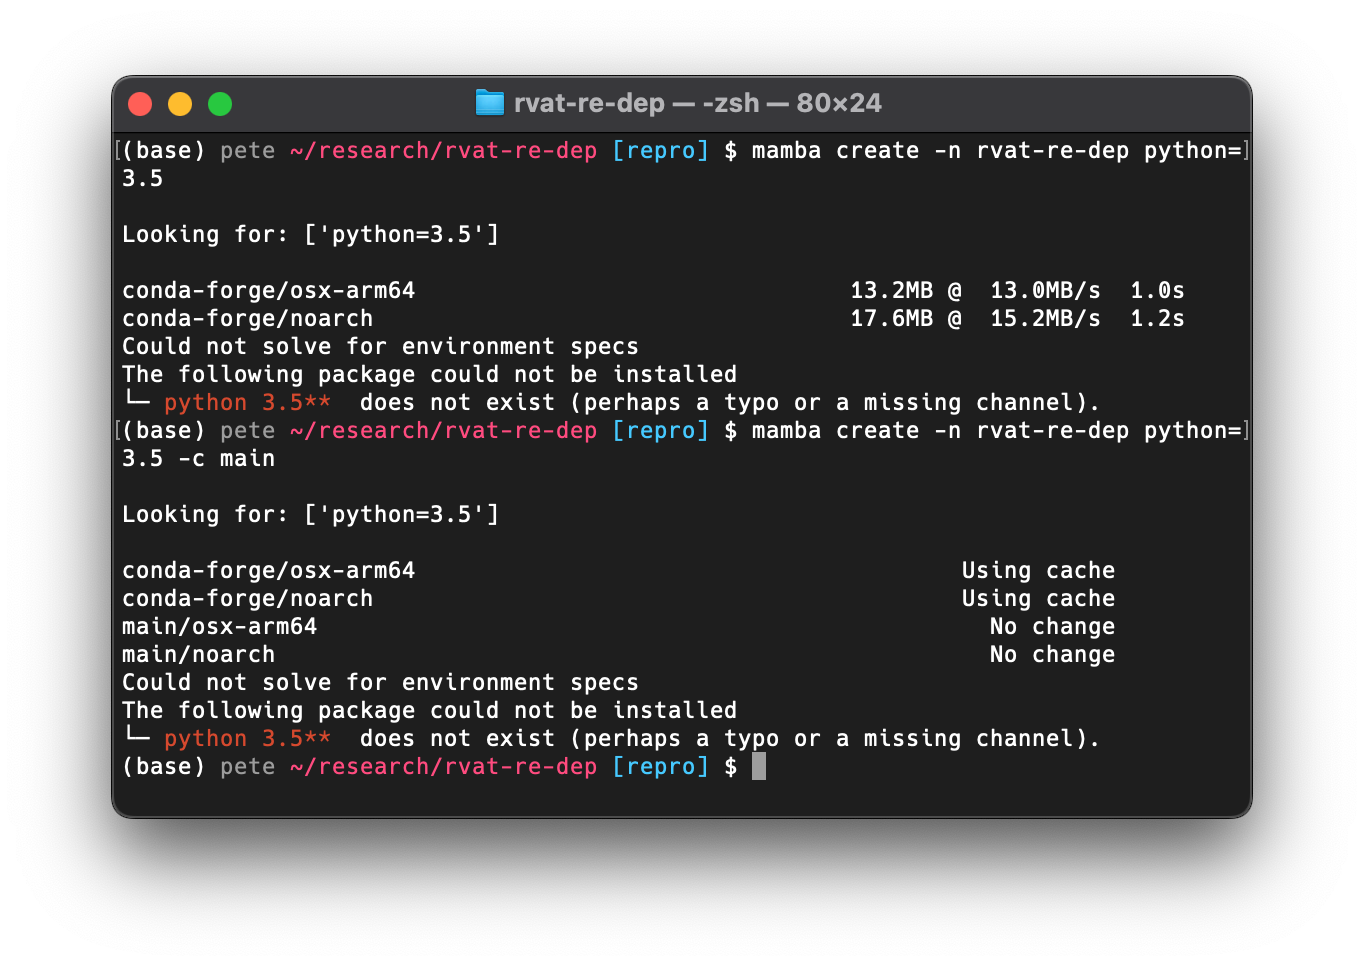 rvat-re-dep — -zsh — 80×24
[(base) pete ~/research/rvat-re-dep [repro] $ mamba create -n rvat-re-dep python=]
3.5
Looking for: ['python=3.5']
conda-forge/osx-arm64 13.2MB @ 13.0MB/s 1.0s
conda-forge/noarch 17.6MB @ 15.2MB/s 1.2s
Could not solve for environment specs
The following package could not be installed
└─ python 3.5** does not exist (perhaps a typo or a missing channel).
[(base) pete ~/research/rvat-re-dep [repro] $ mamba create -n rvat-re-dep python=]
3.5 -c main
Looking for: ['python=3.5']
conda-forge/osx-arm64 Using cache
conda-forge/noarch Using cache
main/osx-arm64 No change
main/noarch No change
Could not solve for environment specs
The following package could not be installed
└─ python 3.5** does not exist (perhaps a typo or a missing channel).
(base) pete ~/research/rvat-re-dep [repro] $